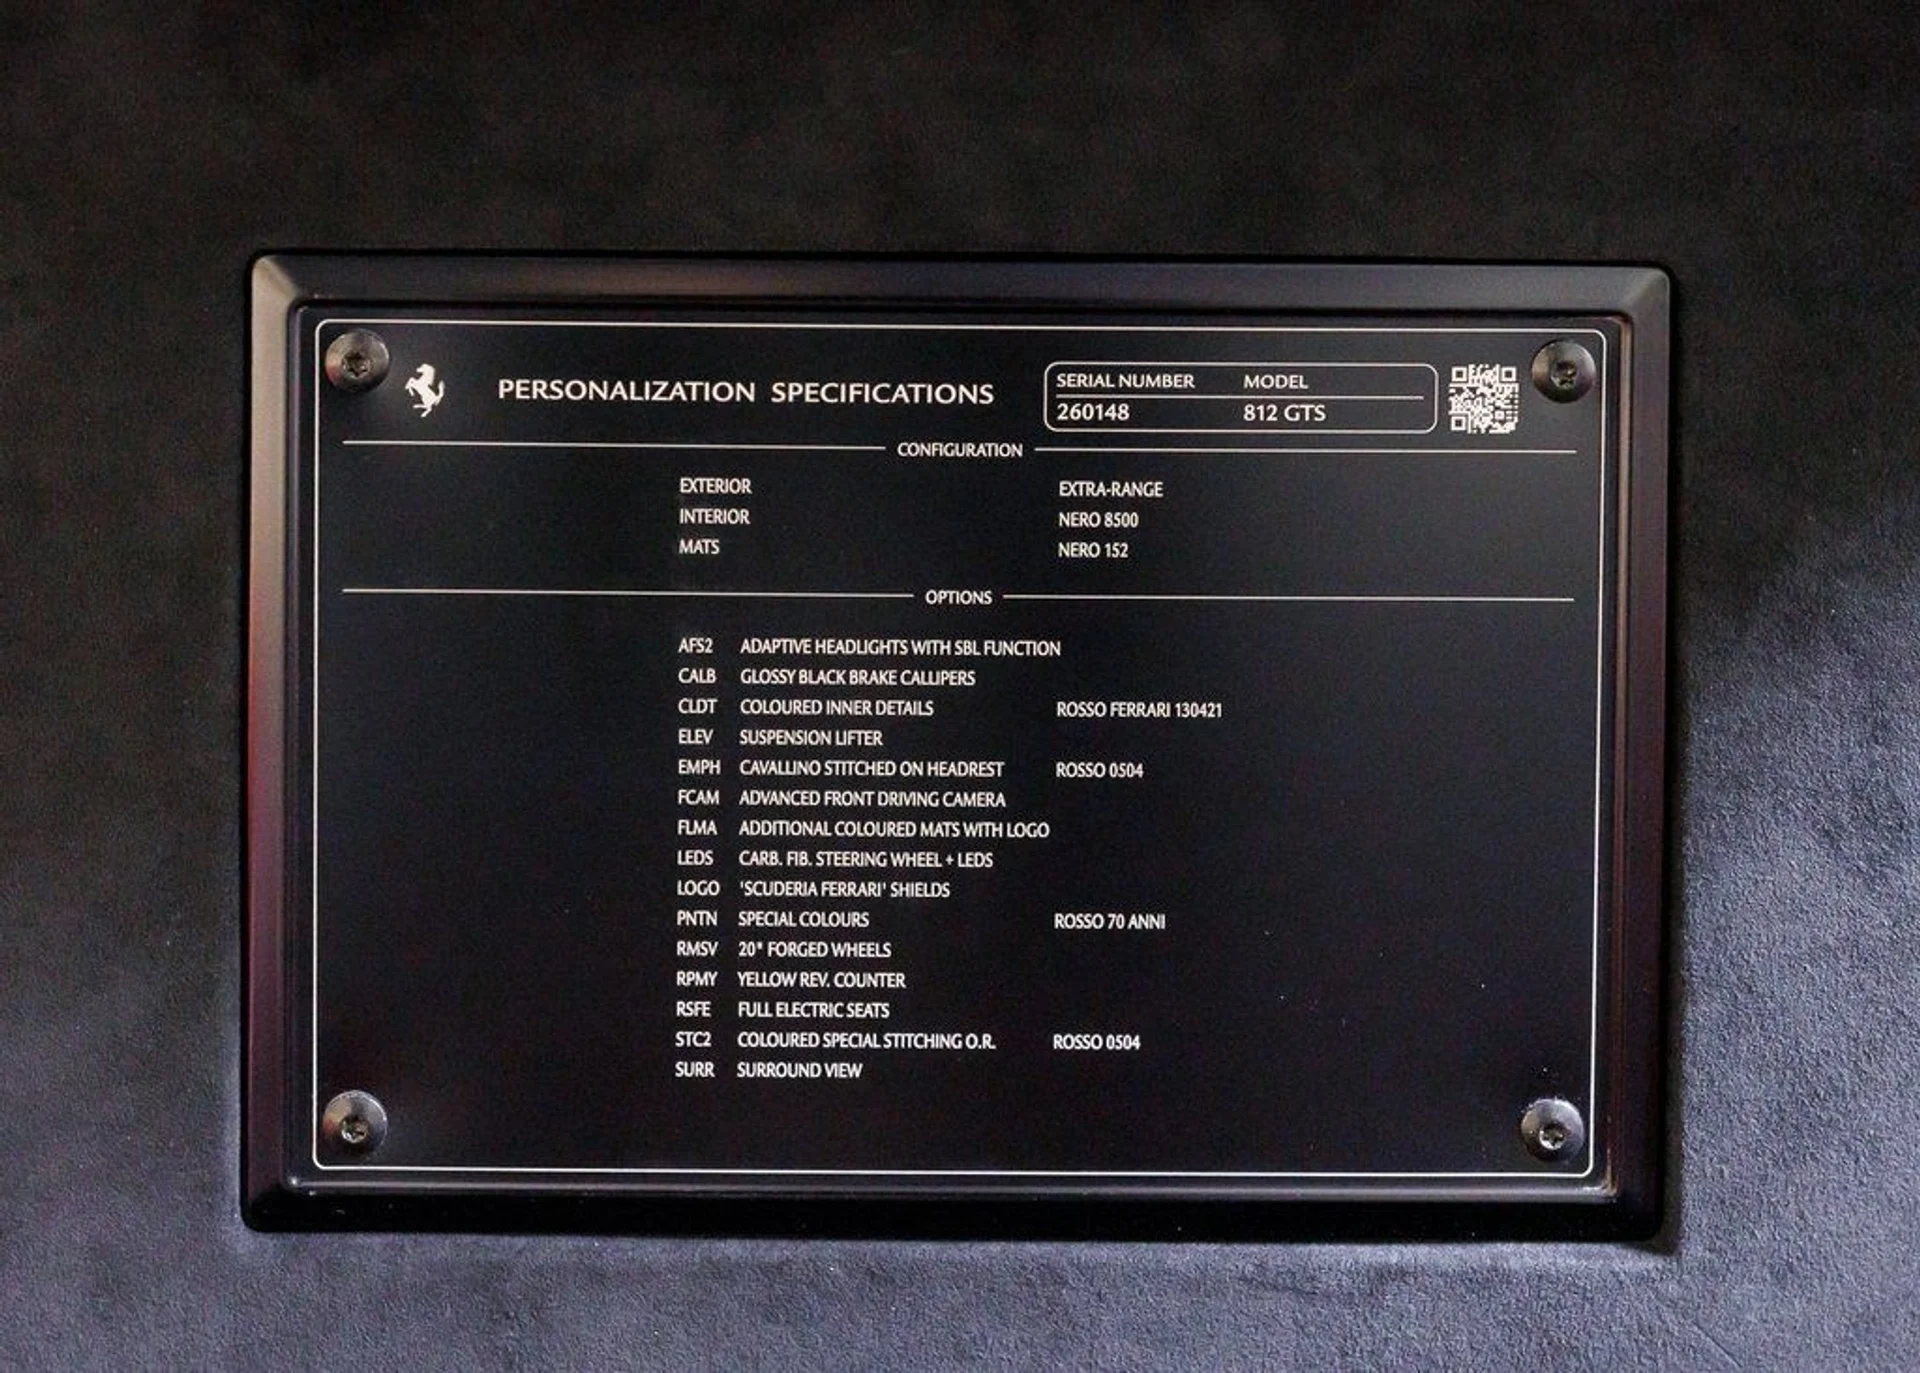 PERSONALIZATION SPECIFICATIONS
SERIAL NUMBER MODEL
260148 812 GTS
CONFIGURATION
EXTERIOR EXTRA-RANGE
INTERIOR NERO 8500
MATS NERO 152
OPTIONS
AFS2 ADAPTIVE HEADLIGHTS WITH SBL FUNCTION
CALB GLOSSY BLACK BRAKE CALLIPERS
CLDT COLOURED INNER DETAILS ROSSO FERRARI 130421
ELEV SUSPENSION LIFTER
EMPH CAVALLINO STITCHED ON HEADREST ROSSO 0504
FCAM ADVANCED FRONT DRIVING CAMERA
FLMA ADDITIONAL COLOURED MATS WITH LOGO
LEDS CARB. FIB. STEERING WHEEL + LEDS
LOGO 'SCUDERIA FERRARI' SHIELDS
PNTN SPECIAL COLOURS ROSSO 70 ANNI
RMSV 20" FORGED WHEELS
RPMY YELLOW REV. COUNTER
RSFE FULL ELECTRIC SEATS
STC2 COLOURED SPECIAL STITCHING O.R. ROSSO 0504
SURR SURROUND VIEW